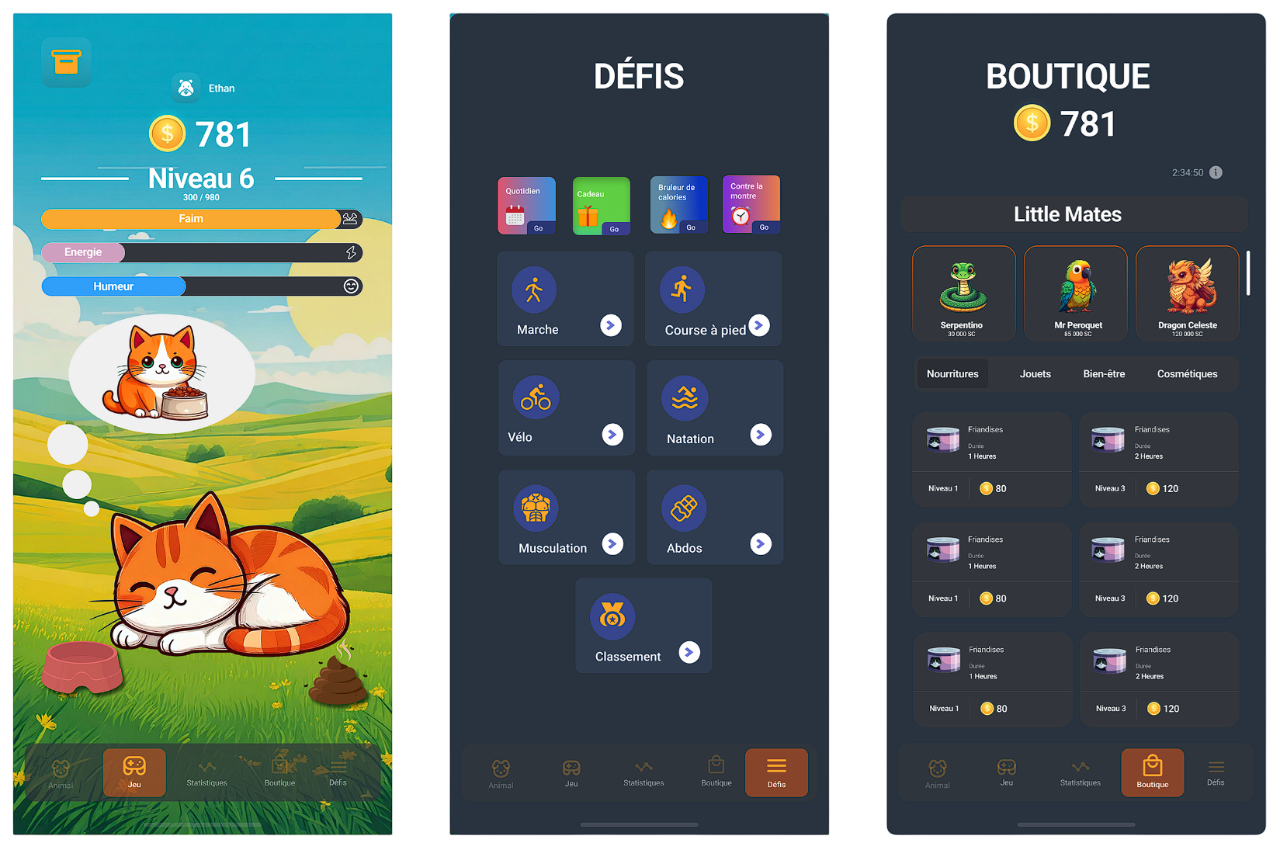 Ethan
781
Niveau 6
300 / 980
Faim
Energie
Humeur
Animal
Jeu
Statistiques
Boutique
Défis
DÉFIS
Quotidien
Go
Cadeau
Go
Bruleur de
calories
Go
Contre la
montre
Go
Marche
Course à pied
Vélo
Natation
Musculation
Abdos
Classement
Animal
Jeu
Statistiques
Boutique
Défis
BOUTIQUE
$ 781
2:34:50
Little Mates
Serpentino
30 000 SC
Mr Peroquet
65 000 SC
Dragon Celeste
120 000 SC
Nourritures Jouets Bien-être Cosmétiques
Friandises
Durée
1 Heures
Niveau 1 80
Friandises
Durée
2 Heures
Niveau 3 120
Friandises
Durée
1 Heures
Niveau 1 80
Friandises
Durée
2 Heures
Niveau 3 120
Friandises
Durée
1 Heures
Niveau 1 80
Friandises
Durée
2 Heures
Niveau 3 120
Animal
Jeu
Statistiques
Boutique
Défis